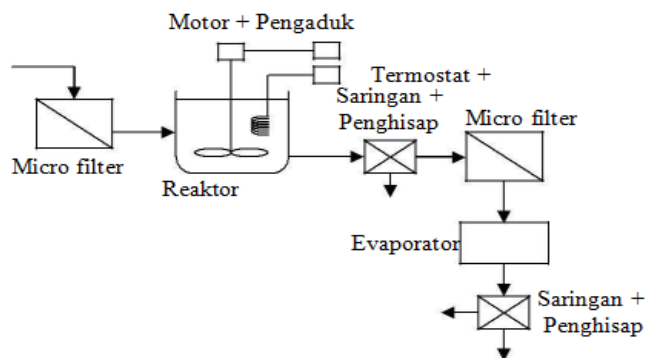 Motor + Pengaduk
Termostat +
Saringan +
Penghisap
Micro filter
Micro filter
Reaktor
Evaporator
Saringan +
Penghisap